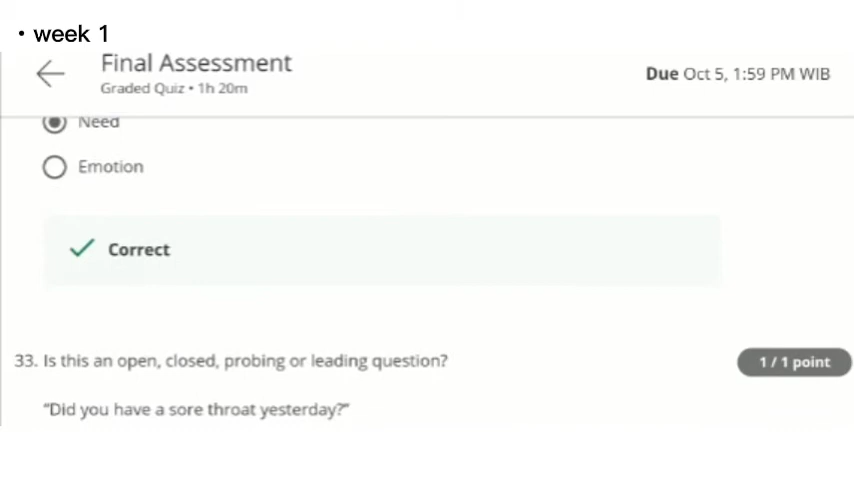 • week 1
Final Assessment
Graded Quiz • 1h 20m
Due Oct 5, 1:59 PM WIB
Need
Emotion
Correct
33. Is this an open, closed, probing or leading question?
1 / 1 point
"Did you have a sore throat yesterday?"